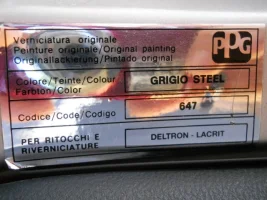 Verniciatura originale
Peinture originale/Original painting
Originallackierung/Pintado original
PPG
Colore/Teinte/Colour
Farbton/Color
GRIGIO STEEL
Codice/Code/Codigo
647
PER RITOCCHI E
RIVERNICIATURE
DELTRON - LACRIT